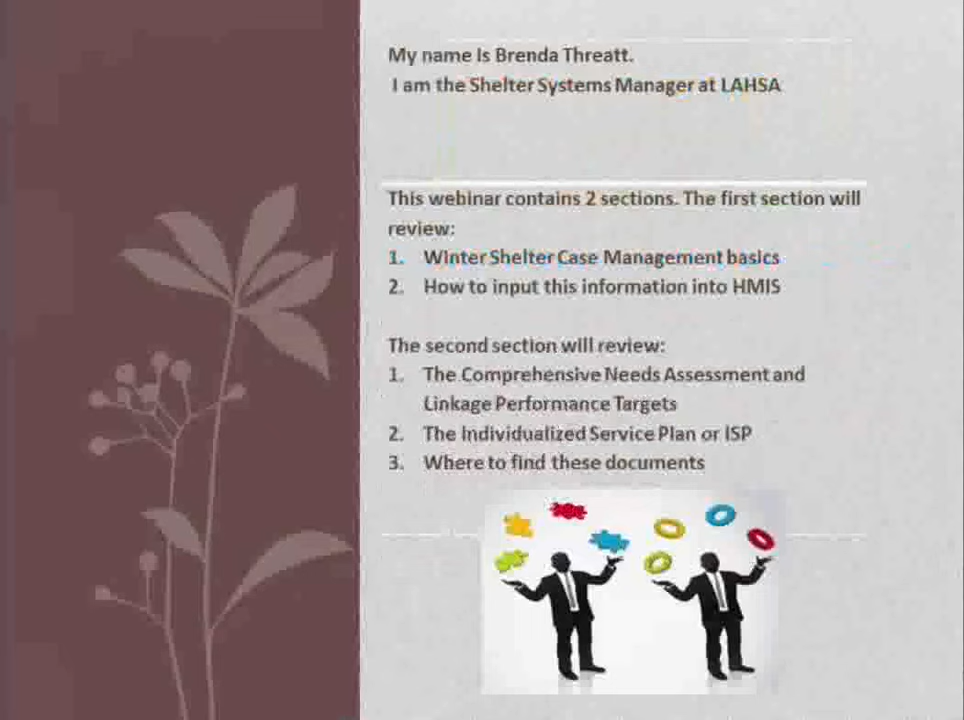 My name Is Brenda Threatt.
I am the Shelter Systems Manager at LAHSA
This webinar contains 2 sections. The first section will
review:
1. Winter Shelter Case Management basics
2. How to input this information into HMIS
The second section will review:
1. The Comprehensive Needs Assessment and
Linkage Performance Targets
2. The Individualized Service Plan or ISP
3. Where to find these documents